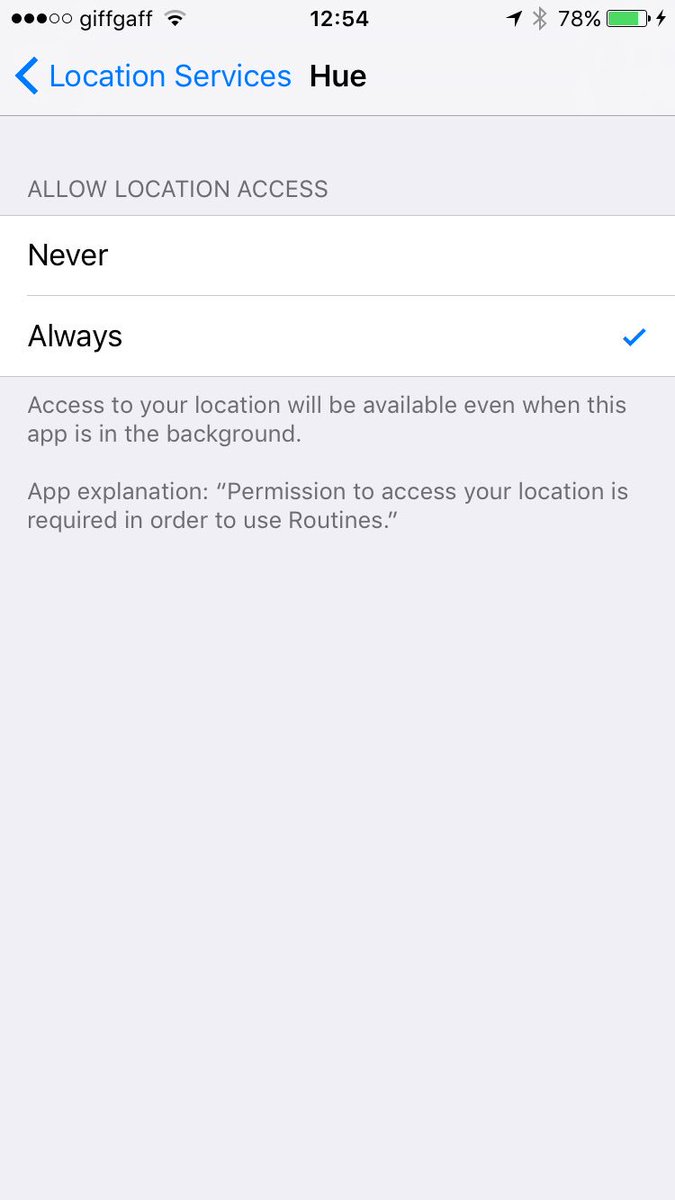 giffgaff 12:54 78%
Location Services Hue
ALLOW LOCATION ACCESS
Never
Always
Access to your location will be available even when this
app is in the background.
App explanation: “Permission to access your location is
required in order to use Routines.”